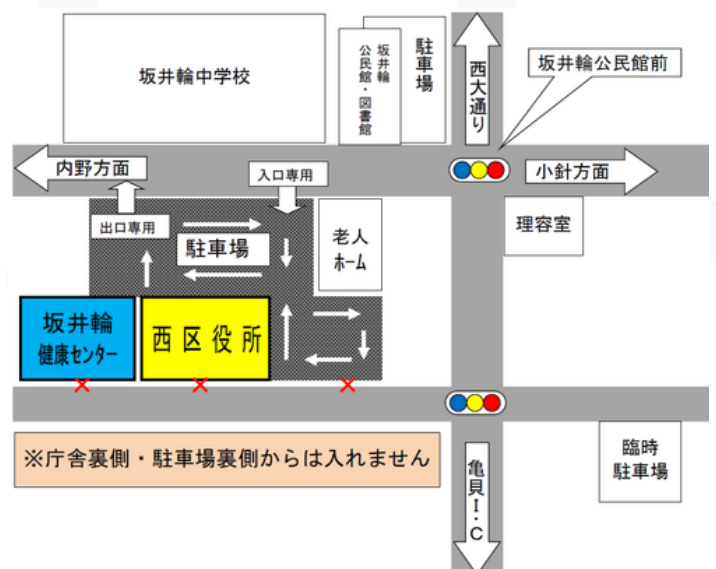 坂井輪中学校
坂井輪
公民館・図書館
駐車場
西大通り
坂井輪公民館前
内野方面
入口専用
小針方面
出口専用
駐車場
老人
ホーム
理容室
坂井輪
健康センター
西区役所
※庁舎裏側・駐車場裏側からは入れません
亀貝I・C
臨時
駐車場